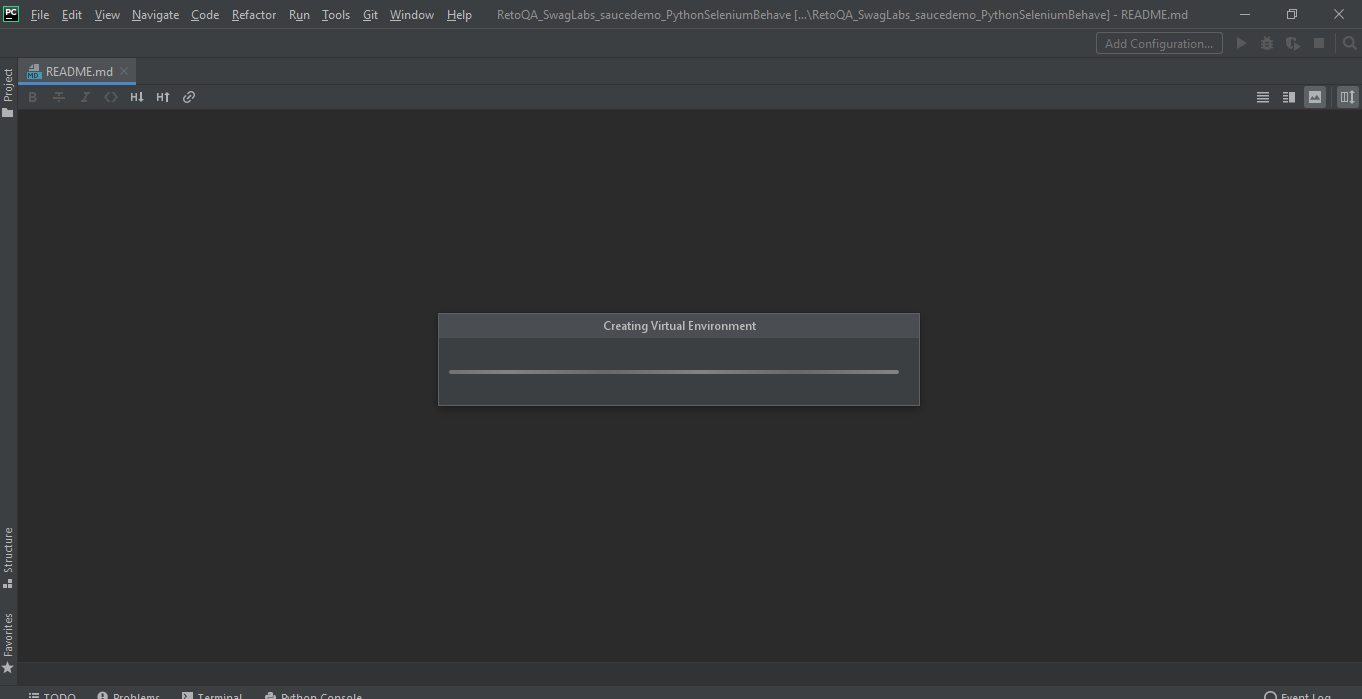 PC File Edit View Navigate Code Refactor Run Tools Git Window Help RetoQA_SwagLabs_saucedemo_PythonSeleniumBehave [...\RetoQA_SwagLabs_saucedemo_PythonSeleniumBehave] - README.md
Add Configuration...
Project
MD README.md
B I H H
Creating Virtual Environment
Structure
Favorites
TODO Problems Terminal Python Console Event Log